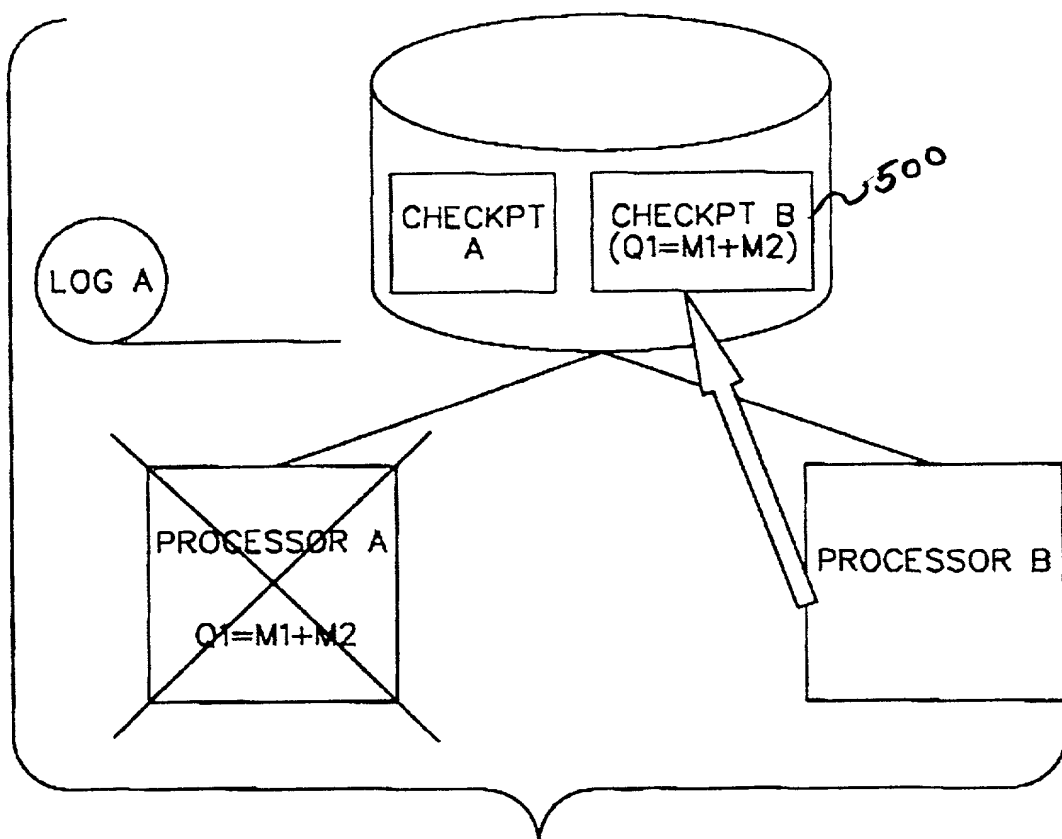 CHECKPT
A
CHECKPT B
(Q1=M1+M2)
500
LOG A
PROCESSOR A
Q1=M1+M2
PROCESSOR B